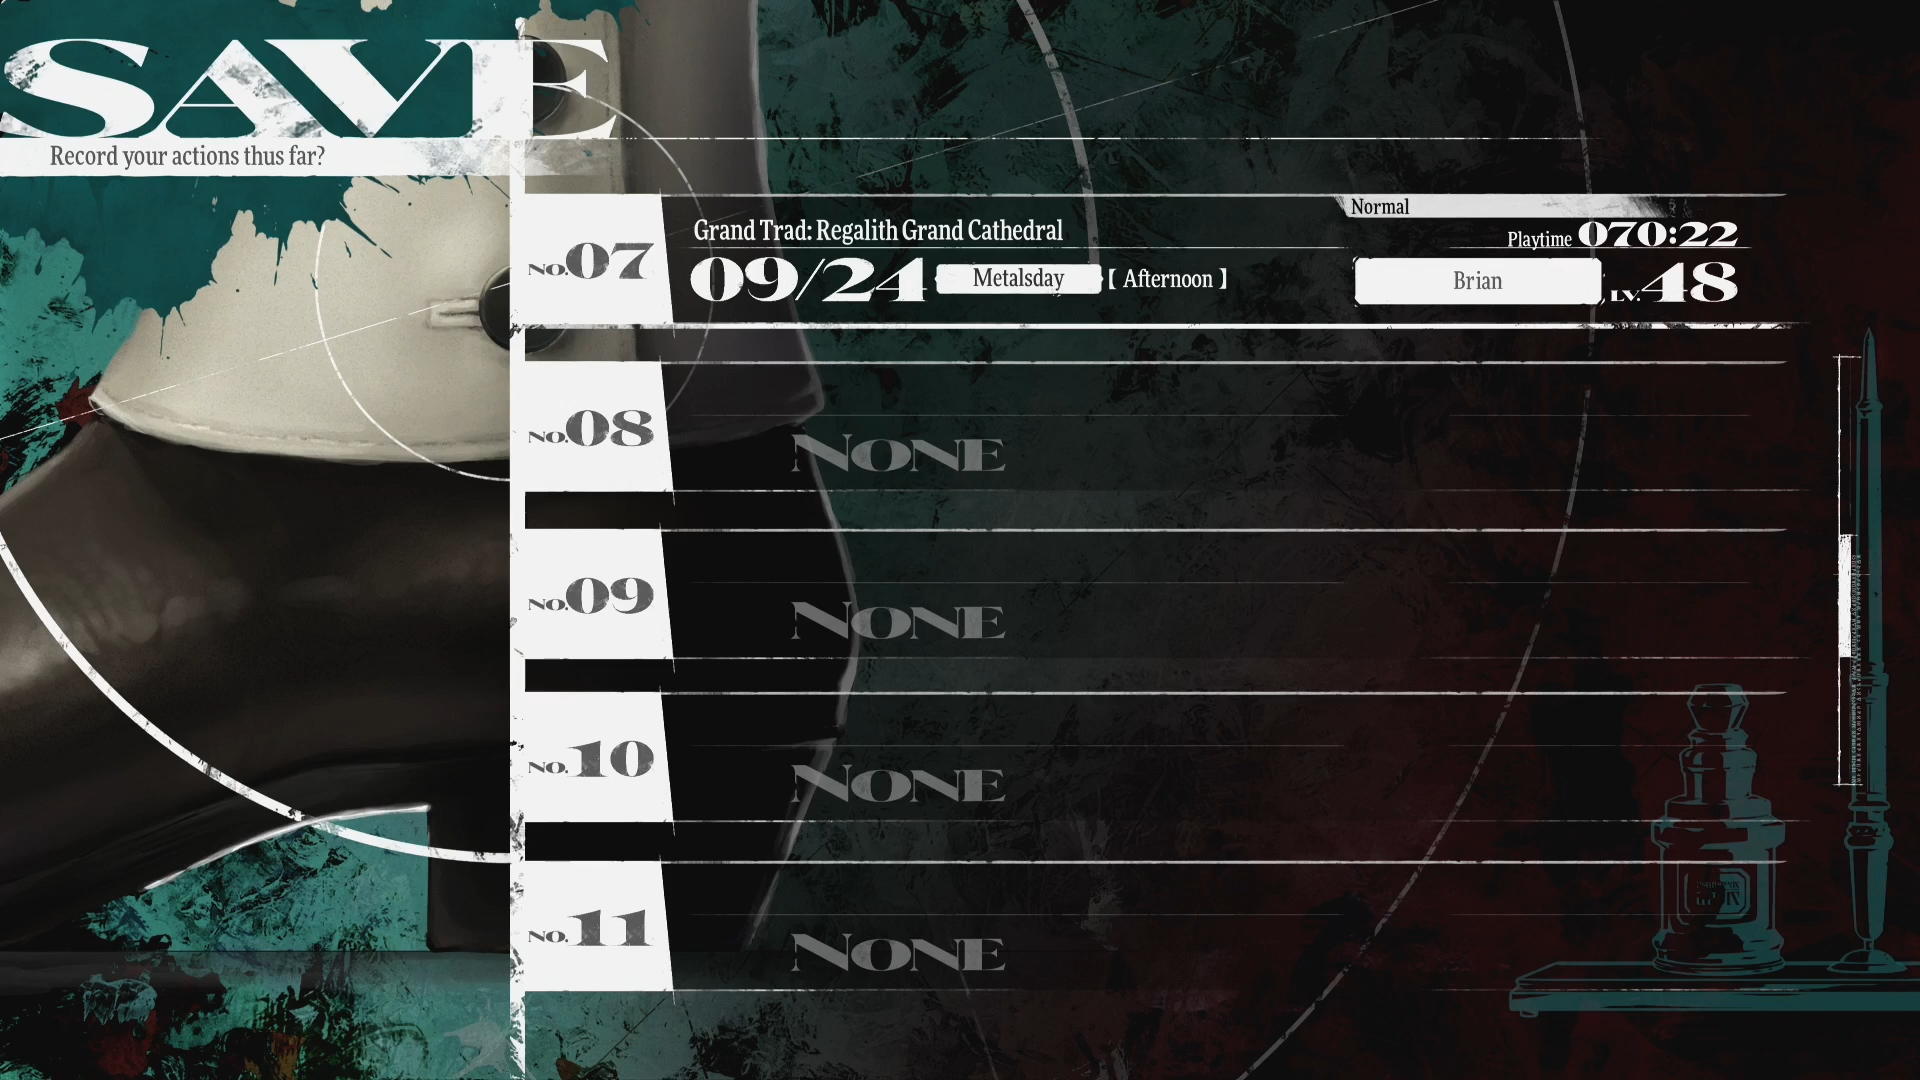 SAVE
Record your actions thus far?
No.07
Grand Trad: Regalith Grand Cathedral
Normal
Playtime 070:22
09/24 Metalsday 【 Afternoon 】
Brian LV.48
No.08
NONE
No.09
NONE
No.10
NONE
No.11
NONE